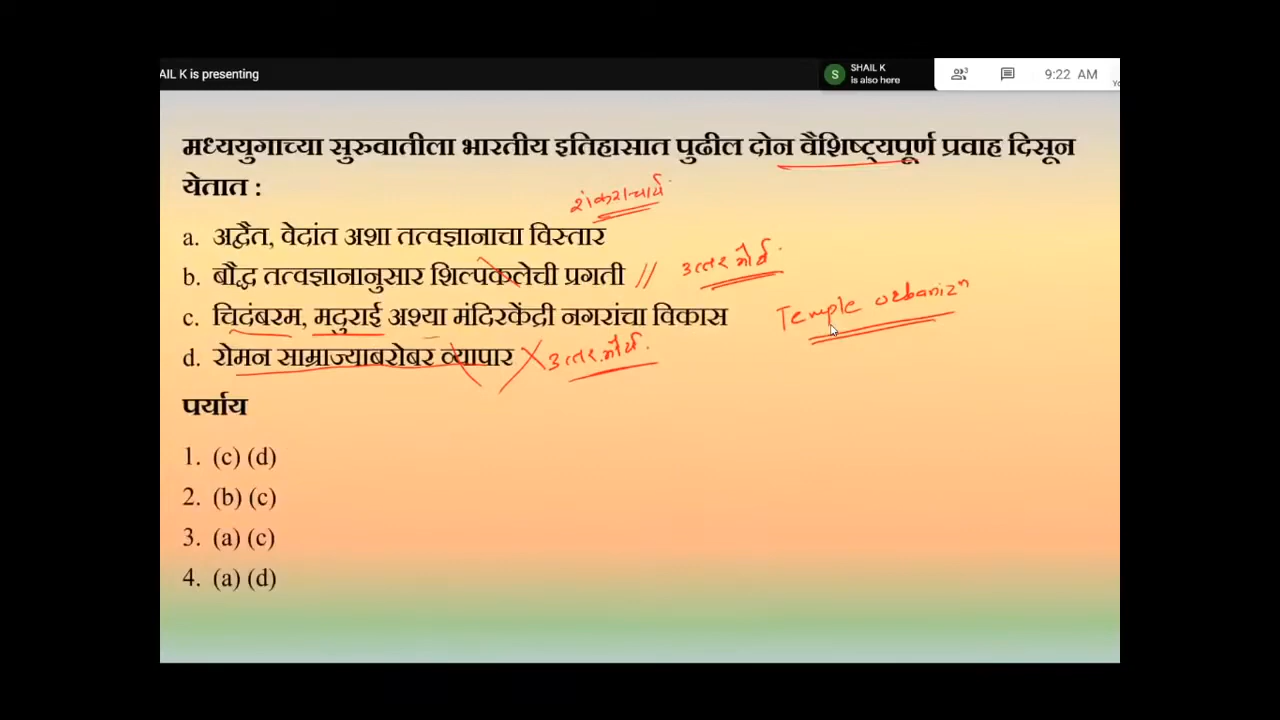 AIL K is presenting
S
SHAIL K
is also here
3
9:22 AM
मध्ययुगाच्या सुरुवातीला भारतीय इतिहासात पुढील दोन वैशिष्ट्यपूर्ण प्रवाह दिसून
येतात :
शंकराचार्य
a. अद्वैत, वेदांत अशा तत्वज्ञानाचा विस्तार
b. बौद्ध तत्वज्ञानानुसार शिल्पकलेची प्रगती // उत्तर मौर्य
c. चिदंबरम, मदुराई अश्या मंदिरकेंद्री नगरांचा विकास Temple urbanizn
d. रोमन साम्राज्याबरोबर व्यापार उत्तर मौर्य
पर्याय
1. (c) (d)
2. (b) (c)
3. (a) (c)
4. (a) (d)